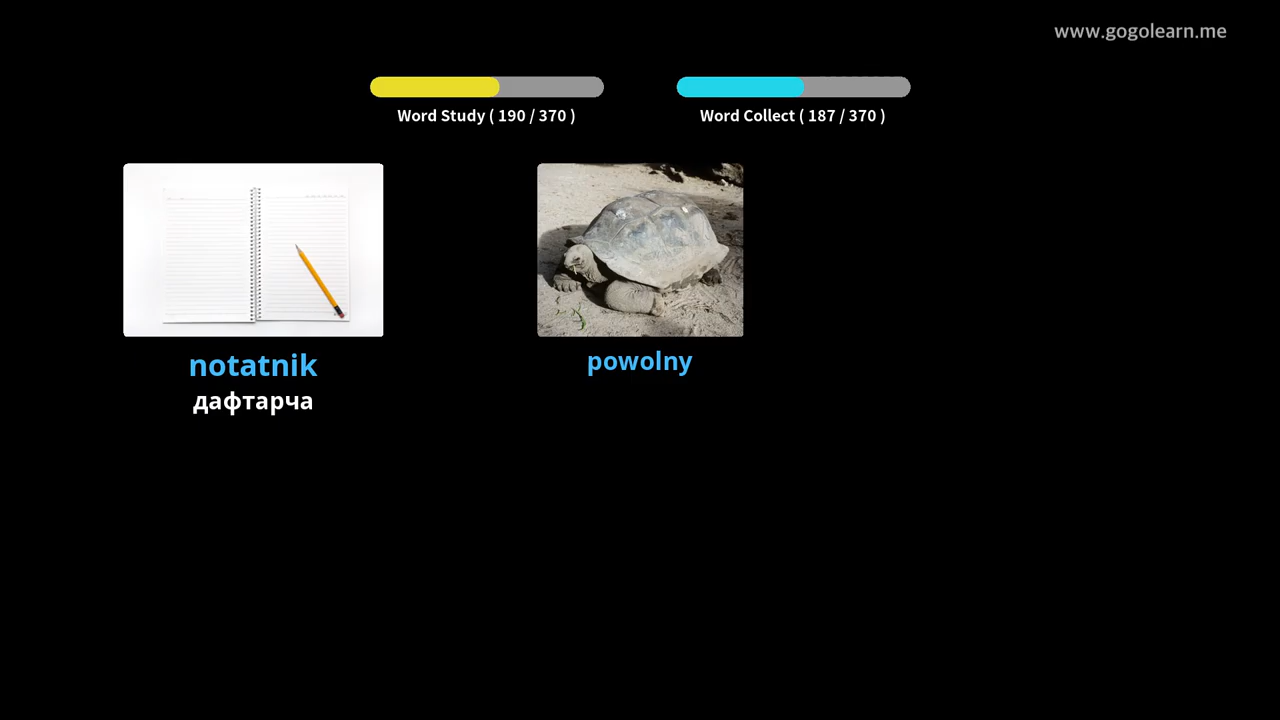 www.gogolearn.me
Word Study ( 190 / 370 )
Word Collect ( 187 / 370 )
notatnik
дафтарча
powolny